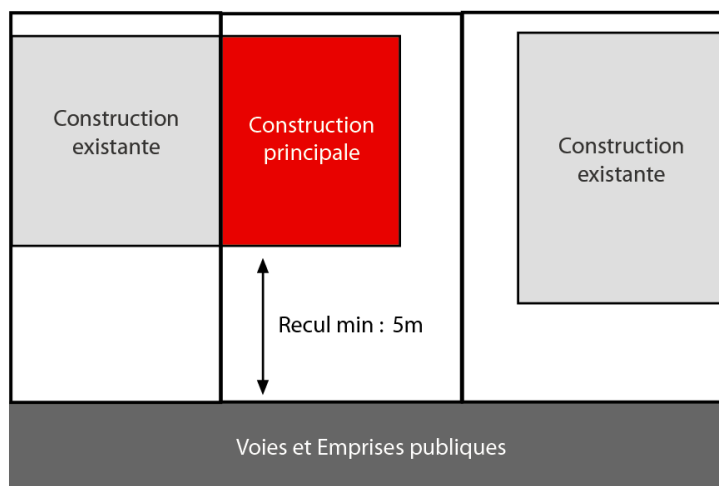 Construction
existante
Construction
principale
Construction
existante
Recul min : 5m
Voies et Emprises publiques